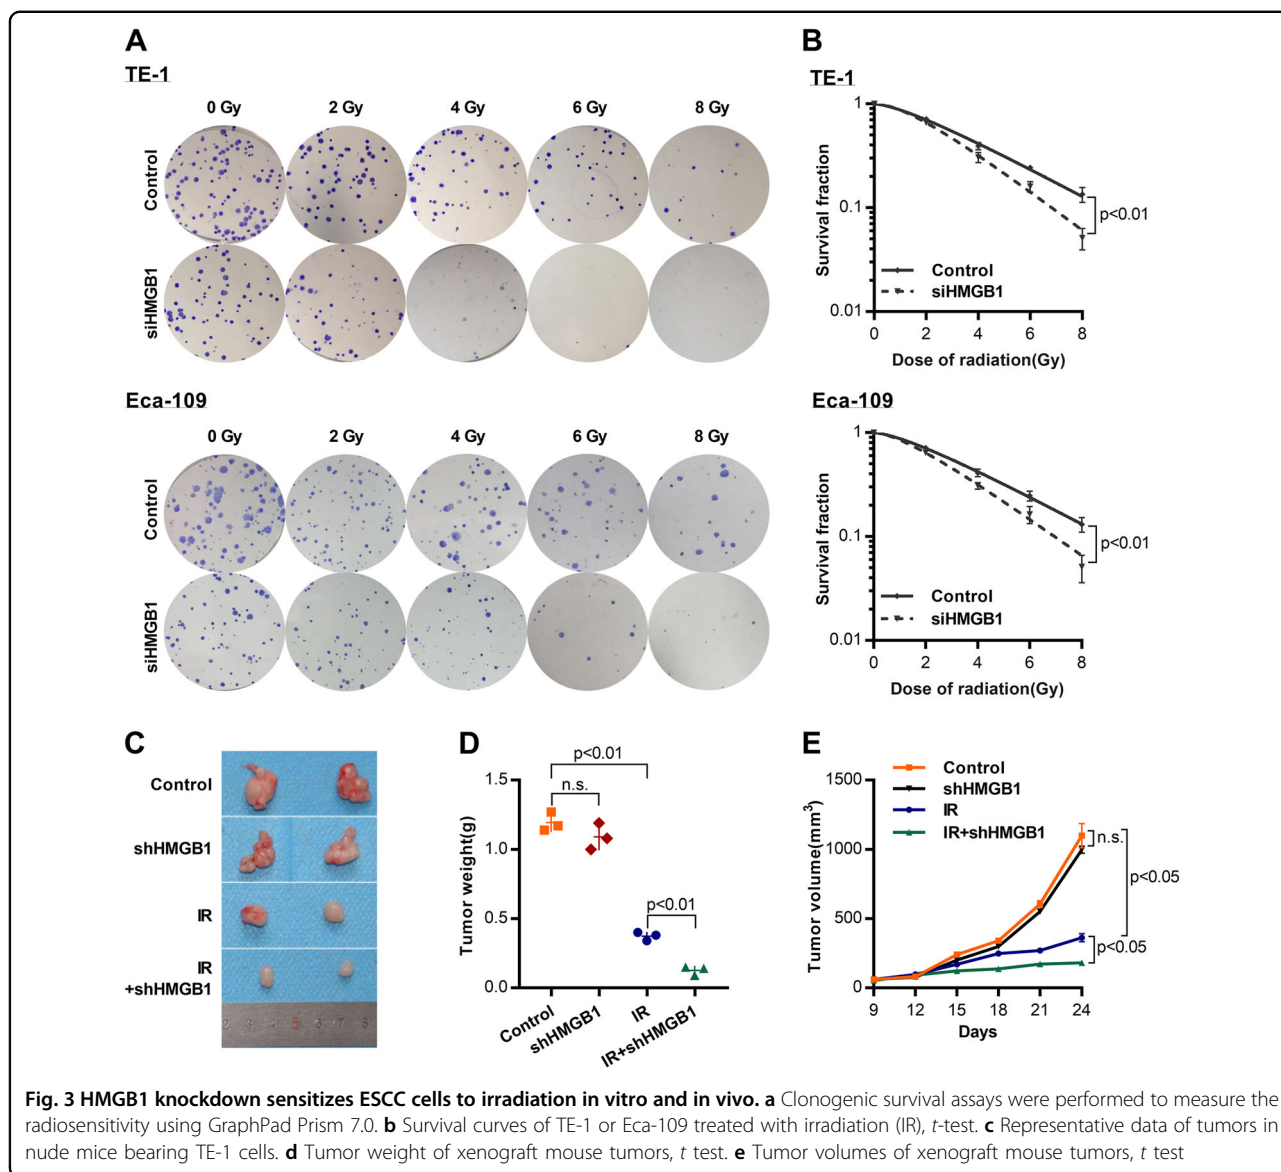 A
TE-1
0 Gy 2 Gy 4 Gy 6 Gy 8 Gy
Control
siHMGB1
Eca-109
0 Gy 2 Gy 4 Gy 6 Gy 8 Gy
Control
siHMGB1
B
TE-1
Survival fraction
1
0.1
0.01
p<0.01
Control
siHMGB1
0 2 4 6 8
Dose of radiation(Gy)
Eca-109
Survival fraction
1
0.1
0.01
p<0.01
Control
siHMGB1
0 2 4 6 8
Dose of radiation(Gy)
C
Control
shHMGB1
IR
IR
+shHMGB1
2 3 4 5 6 7 8
D
p<0.01
n.s.
p<0.01
Tumor weight(g)
1.5
1.0
0.5
0.0
Control
shHMGB1
IR
IR+shHMGB1
E
Control
shHMGB1
IR
IR+shHMGB1
Tumor volume(mm³)
1500
1000
500
0
n.s.
p<0.05
p<0.05
9 12 15 18 21 24
Days
Fig. 3 HMGB1 knockdown sensitizes ESCC cells to irradiation in vitro and in vivo. a Clonogenic survival assays were performed to measure the
radiosensitivity using GraphPad Prism 7.0. b Survival curves of TE-1 or Eca-109 treated with irradiation (IR), t-test. c Representative data of tumors in
nude mice bearing TE-1 cells. d Tumor weight of xenograft mouse tumors, t test. e Tumor volumes of xenograft mouse tumors, t test